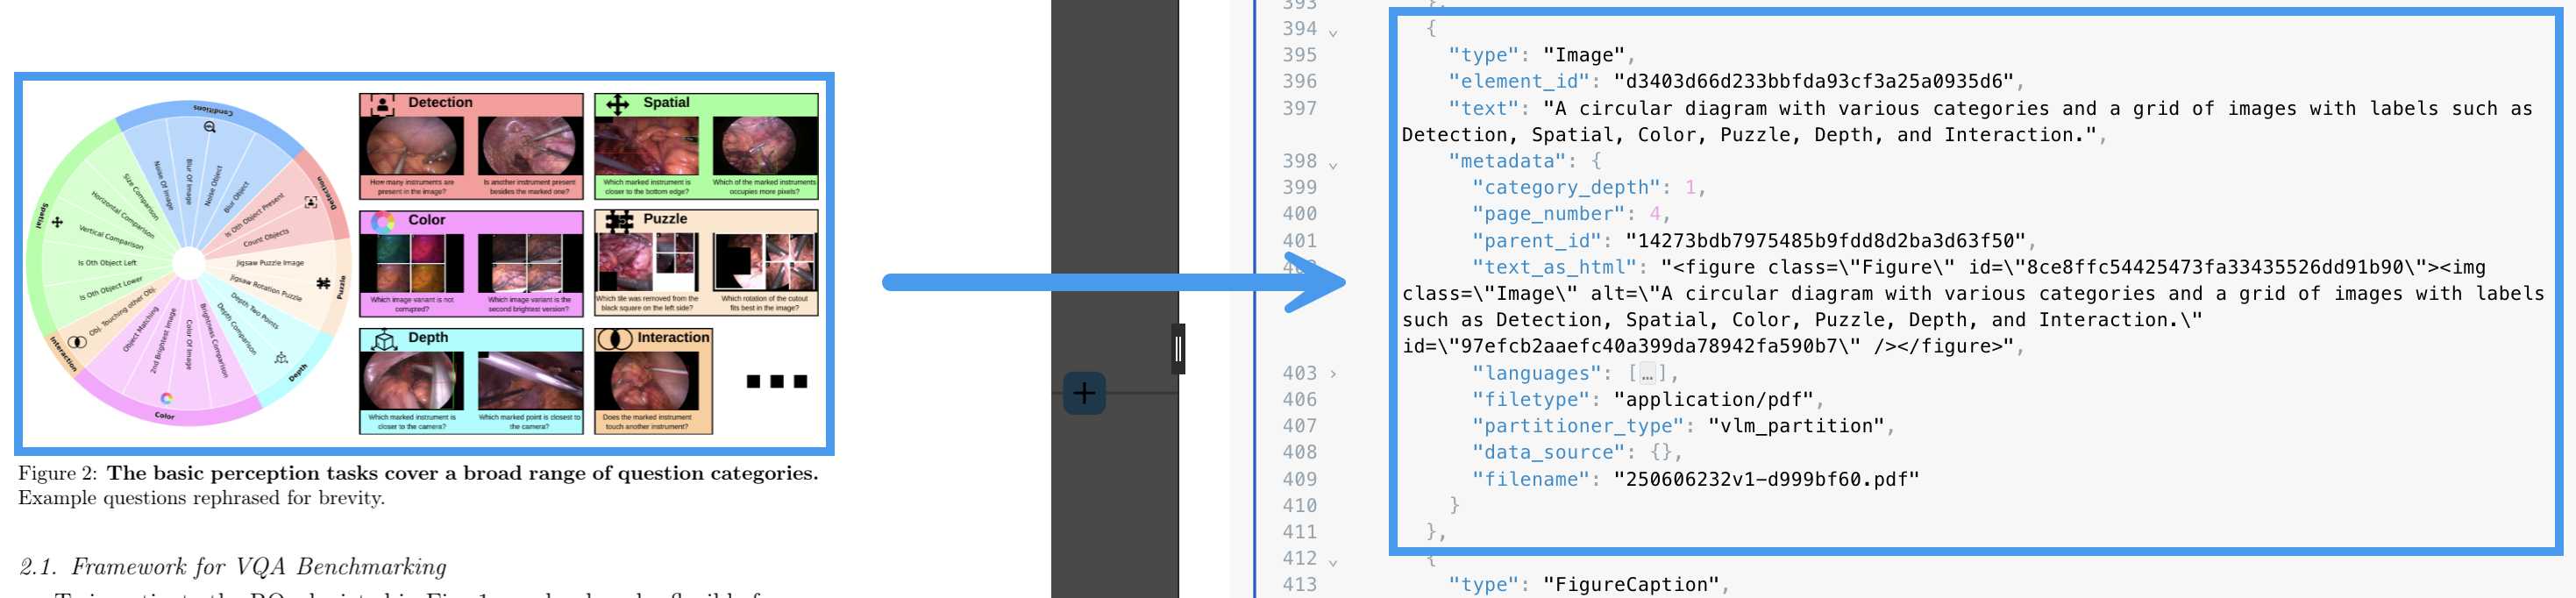 Conditions
Noise Of Image
Blur Of Image
Noise Object
Blur Object
Detection
Is Oth Object Present
Count Objects
Puzzle
Jigsaw Puzzle Image
Jigsaw Rotation Puzzle
Depth
Depth Two Points
Depth Comparison
Color
Brightness Comparison
Color Of Image
2nd Brightest Image
Object Matching
Interaction
Obj. Touching other Obj.
Spatial
Is Oth Object Lower
Is Oth Object Left
Vertical Comparison
Horizontal Comparison
Size Comparison
Detection
How many instruments are
present in the image?
Is another instrument present
besides the marked one?
Spatial
Which marked instrument is
closer to the bottom edge?
Which of the marked instruments
occupies more pixels?
Color
Which image variant is not
corrupted?
Which image variant is the
second brightest version?
Puzzle
Which tile was removed from the
black square on the left side?
Which rotation of the cutout
fits best in the image?
Depth
Which marked instrument is
closer to the camera?
Which marked point is closest to
the camera?
Interaction
Does the marked instrument
touch another instrument?
Figure 2: The basic perception tasks cover a broad range of question categories.
Example questions rephrased for brevity.
2.1. Framework for VQA Benchmarking
393 },
394 {
395 "type": "Image",
396 "element_id": "d3403d66d233bbfda93cf3a25a0935d6",
397 "text": "A circular diagram with various categories and a grid of images with labels such as
Detection, Spatial, Color, Puzzle, Depth, and Interaction.",
398 "metadata": {
399 "category_depth": 1,
400 "page_number": 4,
401 "parent_id": "14273bdb7975485b9fdd8d2ba3d63f50",
402 "text_as_html": "<figure class=\"Figure\" id=\"8ce8ffc54425473fa33435526dd91b90\"><img
class=\"Image\" alt=\"A circular diagram with various categories and a grid of images with labels
such as Detection, Spatial, Color, Puzzle, Depth, and Interaction.\"
id=\"97efcb2aaefc40a399da78942fa590b7\" /></figure>",
403 "languages": […],
406 "filetype": "application/pdf",
407 "partitioner_type": "vlm_partition",
408 "data_source": {},
409 "filename": "250606232v1-d999bf60.pdf"
410 }
411 },
412 {
413 "type": "FigureCaption",